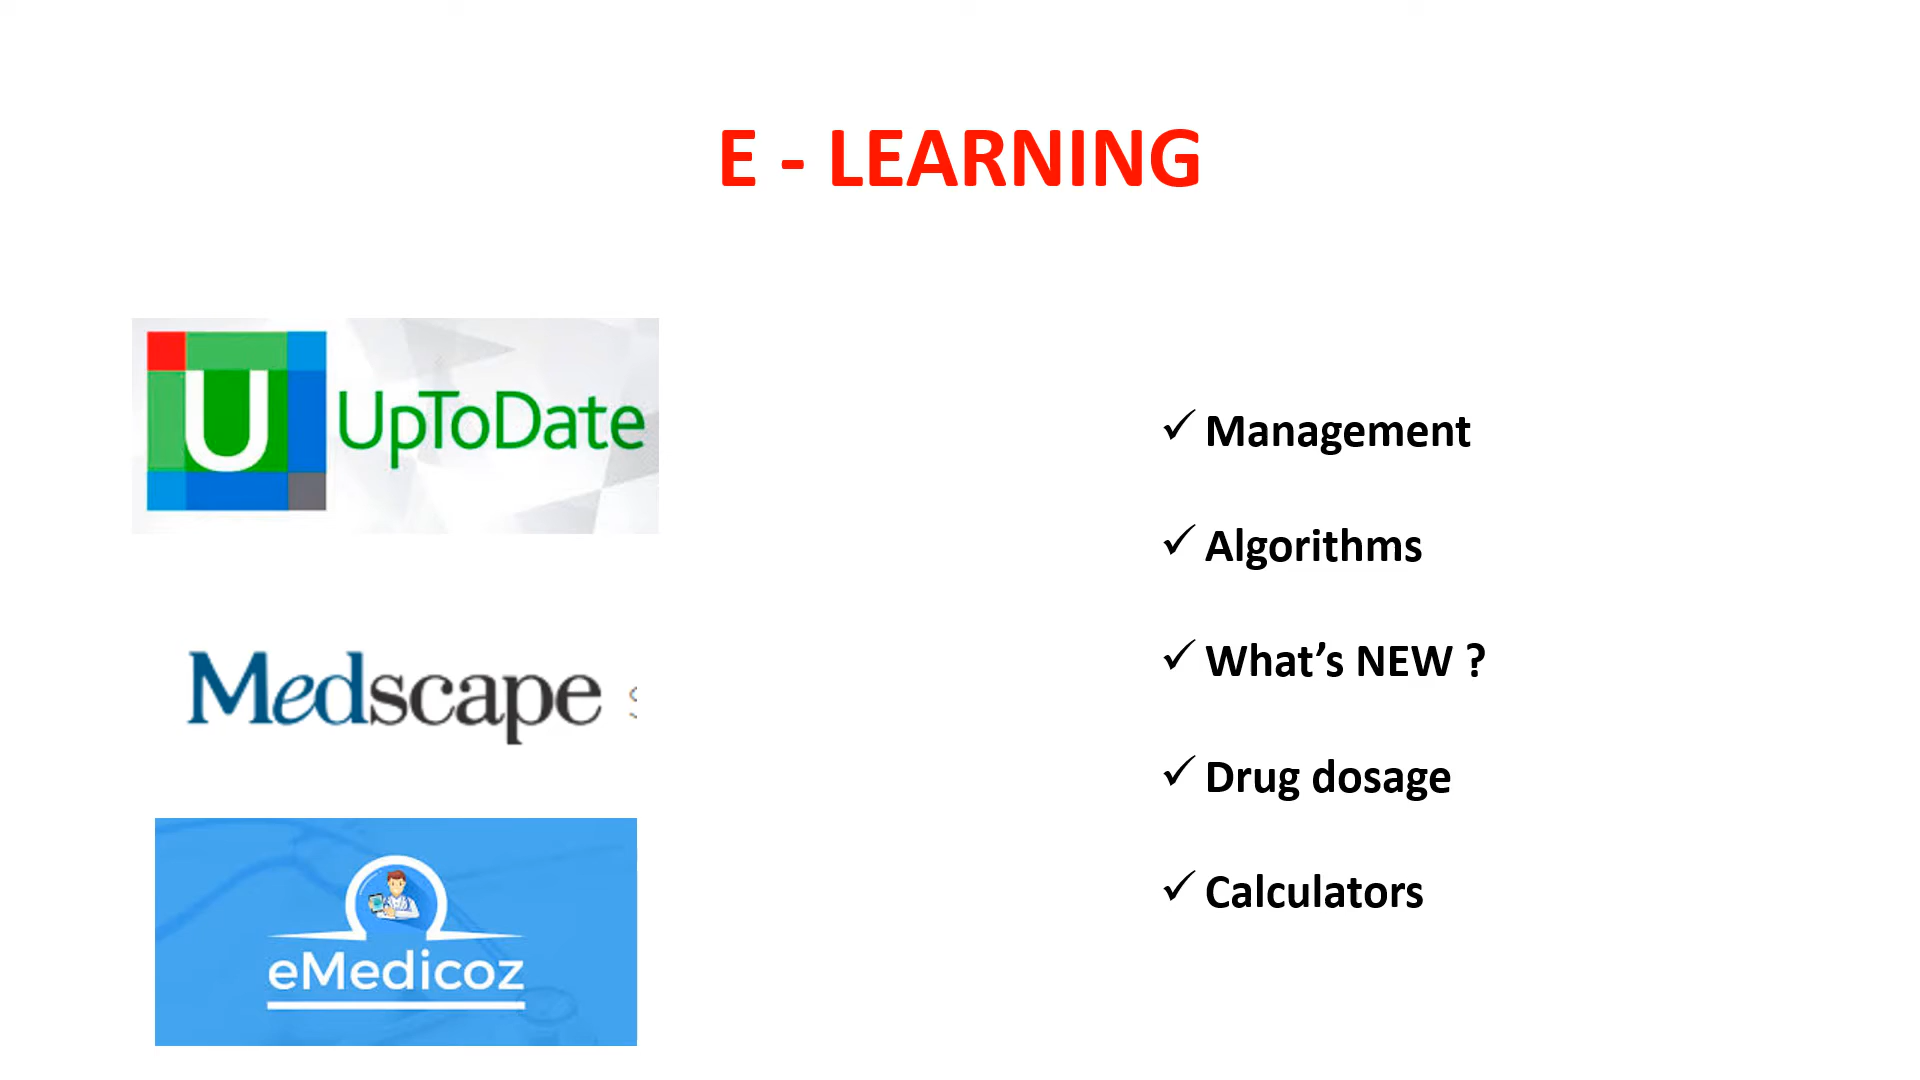 E - LEARNING
U UpToDate
Medscape
eMedicoz
✓ Management
✓ Algorithms
✓ What's NEW ?
✓ Drug dosage
✓ Calculators